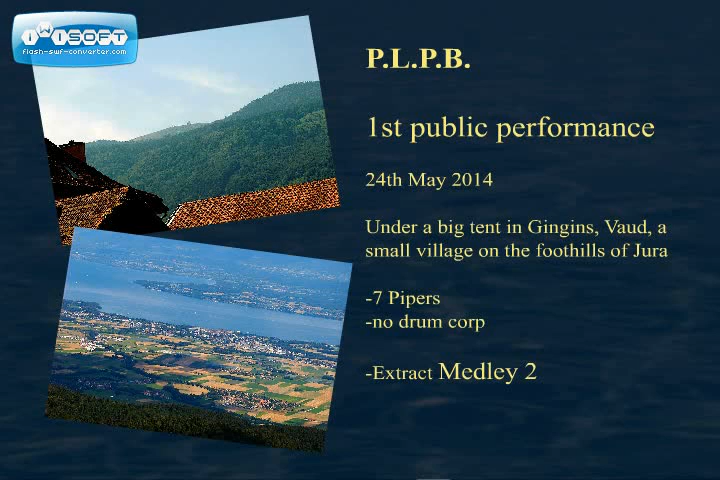 iWiSOFT
flash-swf-converter.com
P.L.P.B.
1st public performance
24th May 2014
Under a big tent in Gingins, Vaud, a
small village on the foothills of Jura
-7 Pipers
-no drum corp
-Extract Medley 2